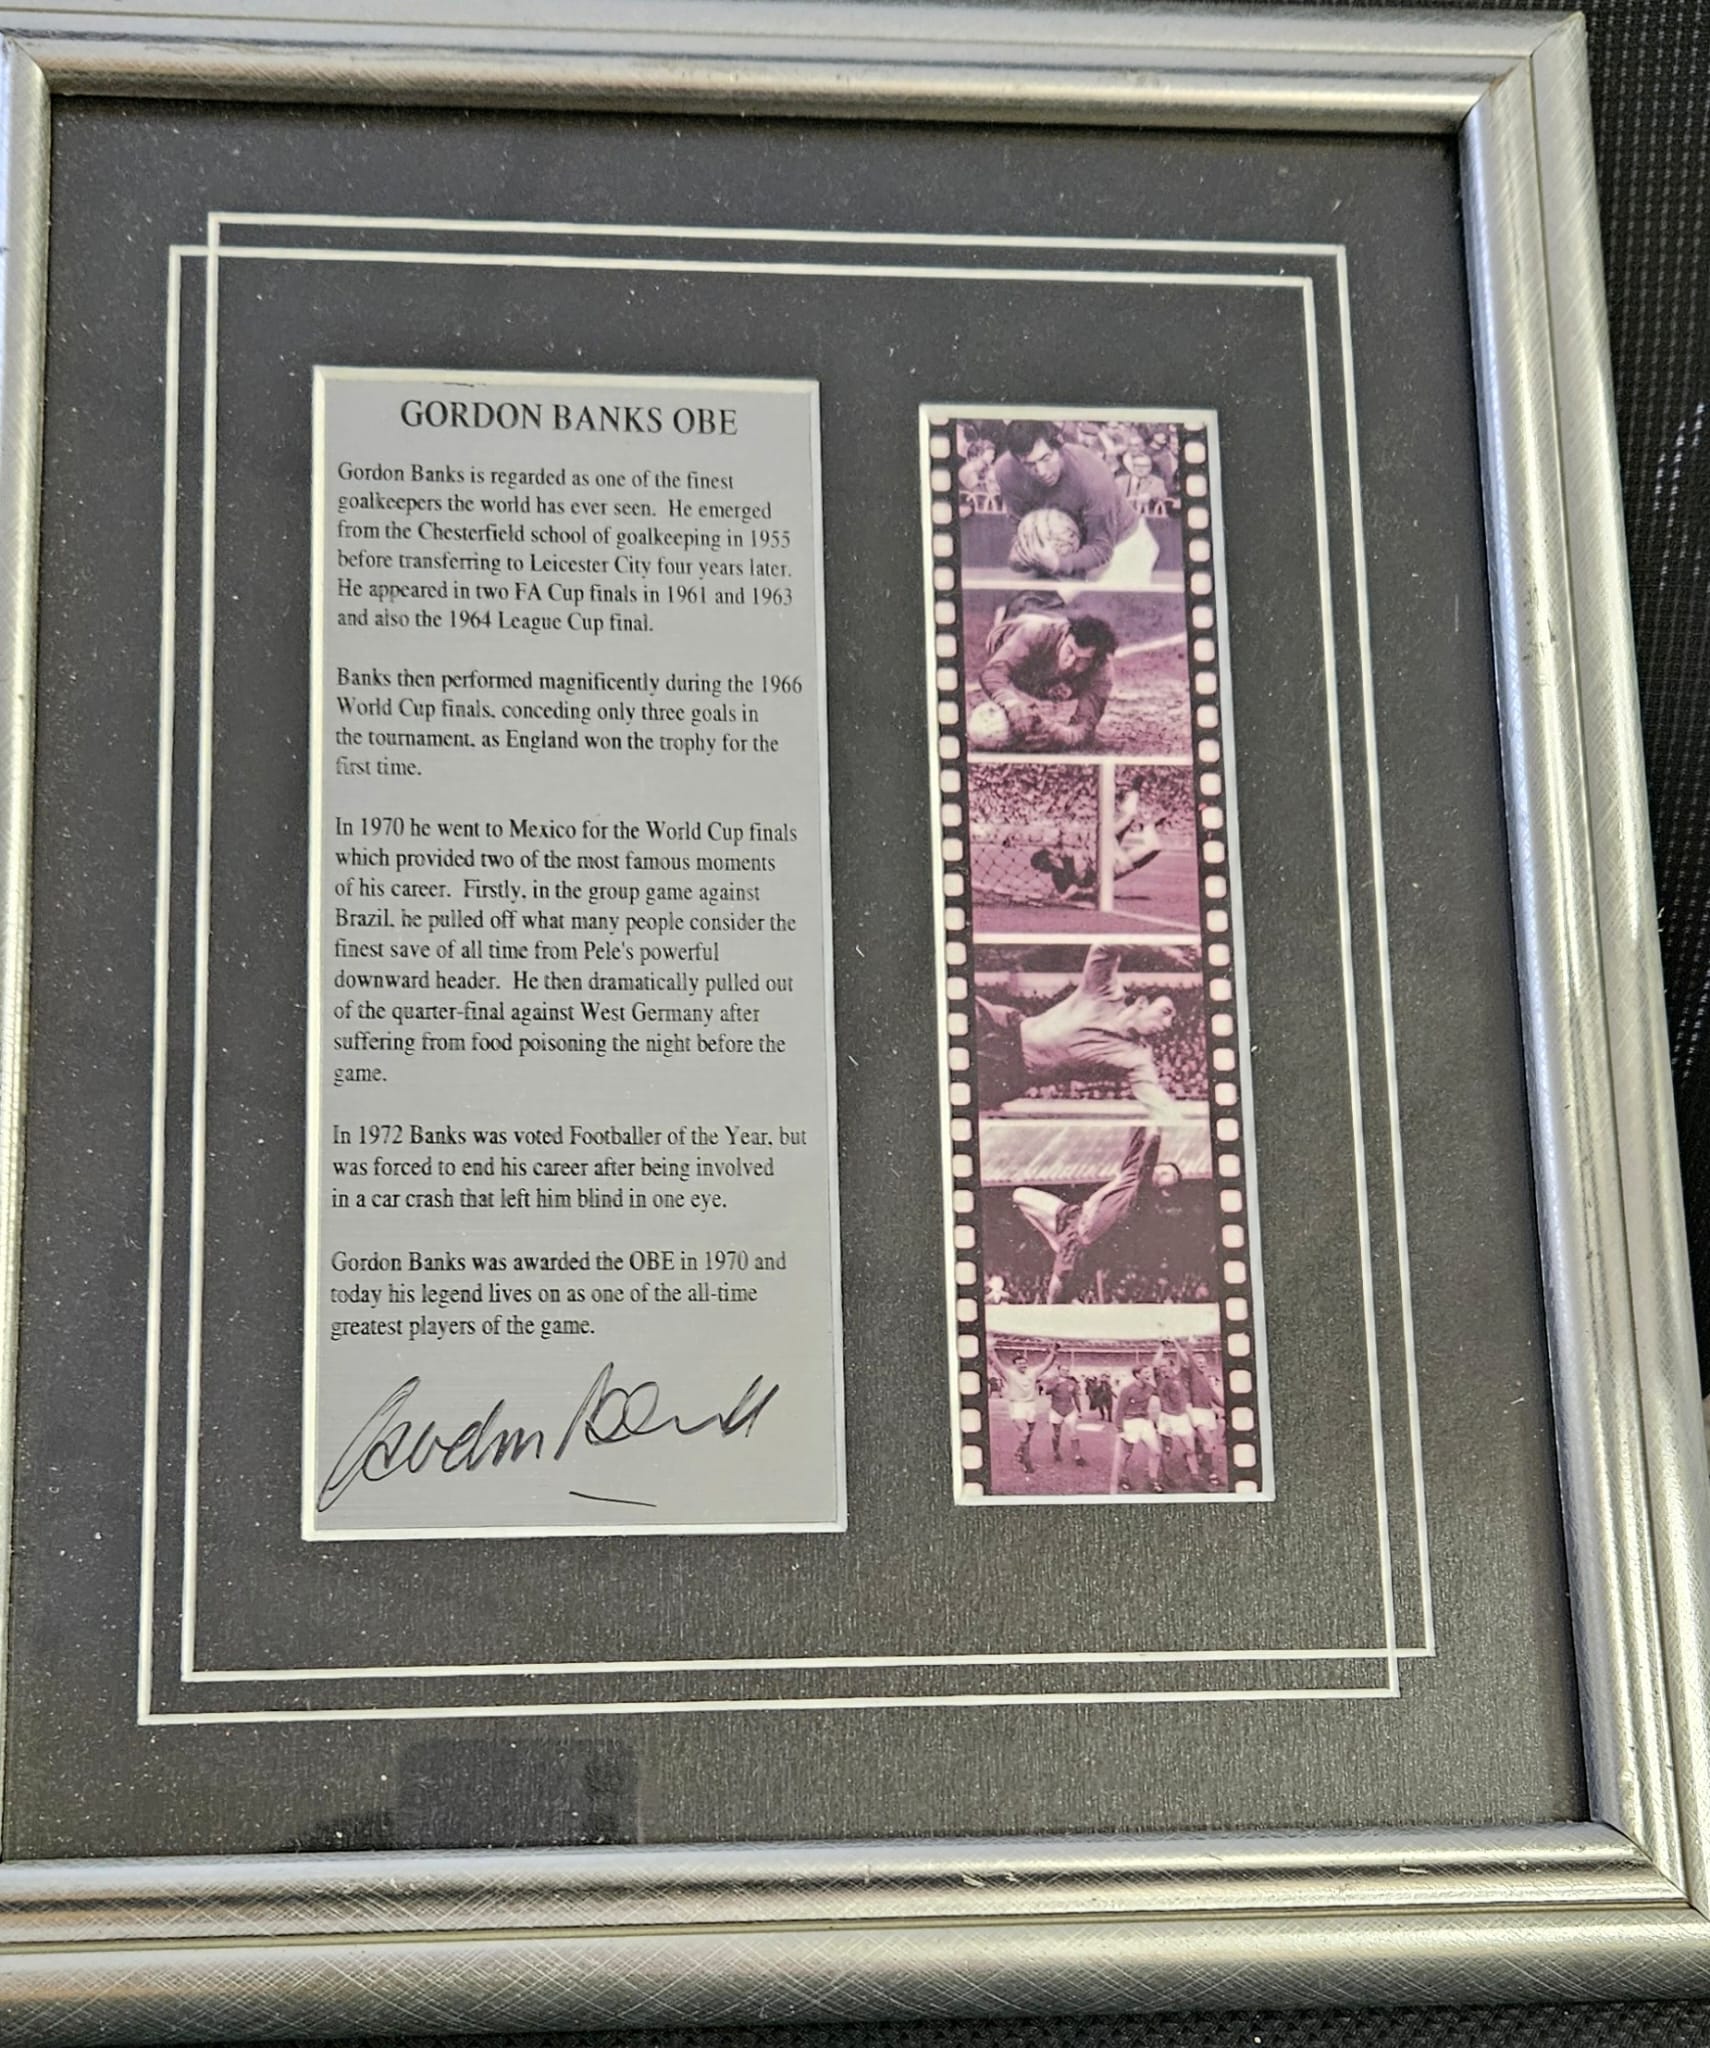 GORDON BANKS OBE
Gordon Banks is regarded as one of the finest
goalkeepers the world has ever seen. He emerged
from the Chesterfield school of goalkeeping in 1955
before transferring to Leicester City four years later.
He appeared in two FA Cup finals in 1961 and 1963
and also the 1964 League Cup final.
Banks then performed magnificently during the 1966
World Cup finals, conceding only three goals in
the tournament, as England won the trophy for the
first time.
In 1970 he went to Mexico for the World Cup finals
which provided two of the most famous moments
of his career. Firstly, in the group game against
Brazil, he pulled off what many people consider the
finest save of all time from Pele's powerful
downward header. He then dramatically pulled out
of the quarter-final against West Germany after
suffering from food poisoning the night before the
game.
In 1972 Banks was voted Footballer of the Year, but
was forced to end his career after being involved
in a car crash that left him blind in one eye.
Gordon Banks was awarded the OBE in 1970 and
today his legend lives on as one of the all-time
greatest players of the game.
Gordon Banks